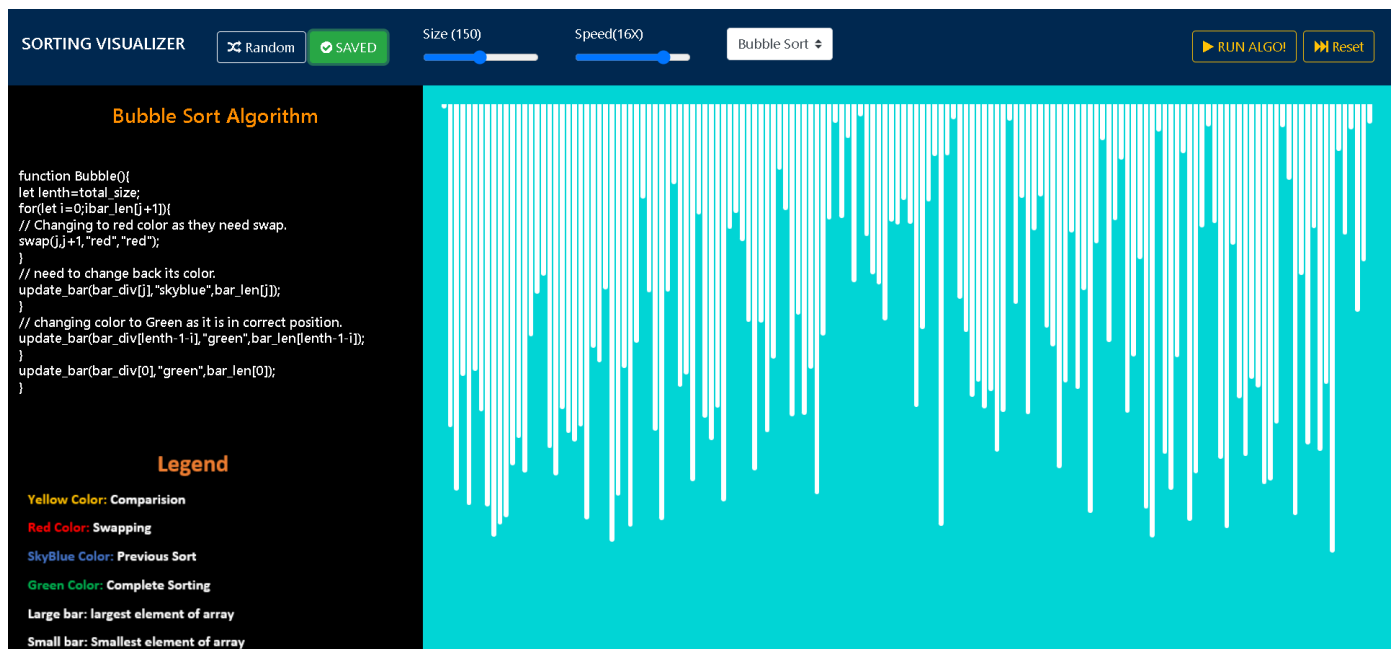 SORTING VISUALIZER
Random
SAVED
Size (150)
Speed(16X)
Bubble Sort
RUN ALGO!
Reset
Bubble Sort Algorithm
function Bubble(){
let lenth=total_size;
for(let i=0;ibar_len[j+1]){
// Changing to red color as they need swap.
swap(j,j+1,"red","red");
}
// need to change back its color.
update_bar(bar_div[j],"skyblue",bar_len[j]);
}
// changing color to Green as it is in correct position.
update_bar(bar_div[lenth-1-i],"green",bar_len[lenth-1-i]);
}
update_bar(bar_div[0],"green",bar_len[0]);
}
Legend
Yellow Color: Comparision
Red Color: Swapping
SkyBlue Color: Previous Sort
Green Color: Complete Sorting
Large bar: largest element of array
Small bar: Smallest element of array